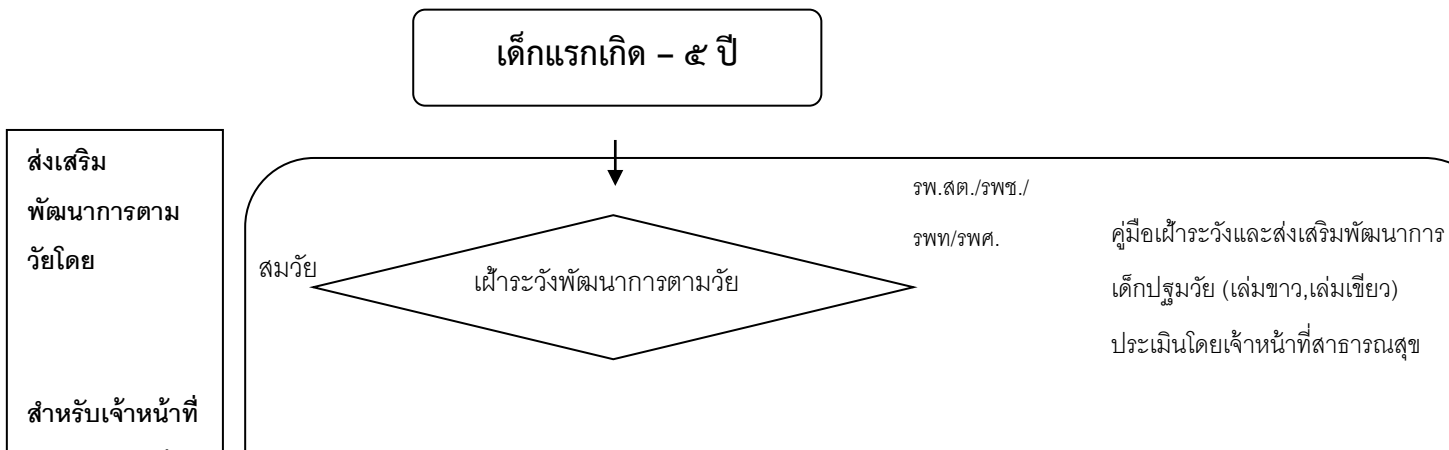 เด็กแรกเกิด – ๕ ปี
ส่งเสริม
พัฒนาการตาม
วัยโดย
สำหรับเจ้าหน้าที่
สมวัย
เฝ้าระวังพัฒนาการตามวัย
รพ.สต./รพช./
รพท/รพศ.
คู่มือเฝ้าระวังและส่งเสริมพัฒนาการ
เด็กปฐมวัย (เล่มขาว,เล่มเขียว)
ประเมินโดยเจ้าหน้าที่สาธารณสุข